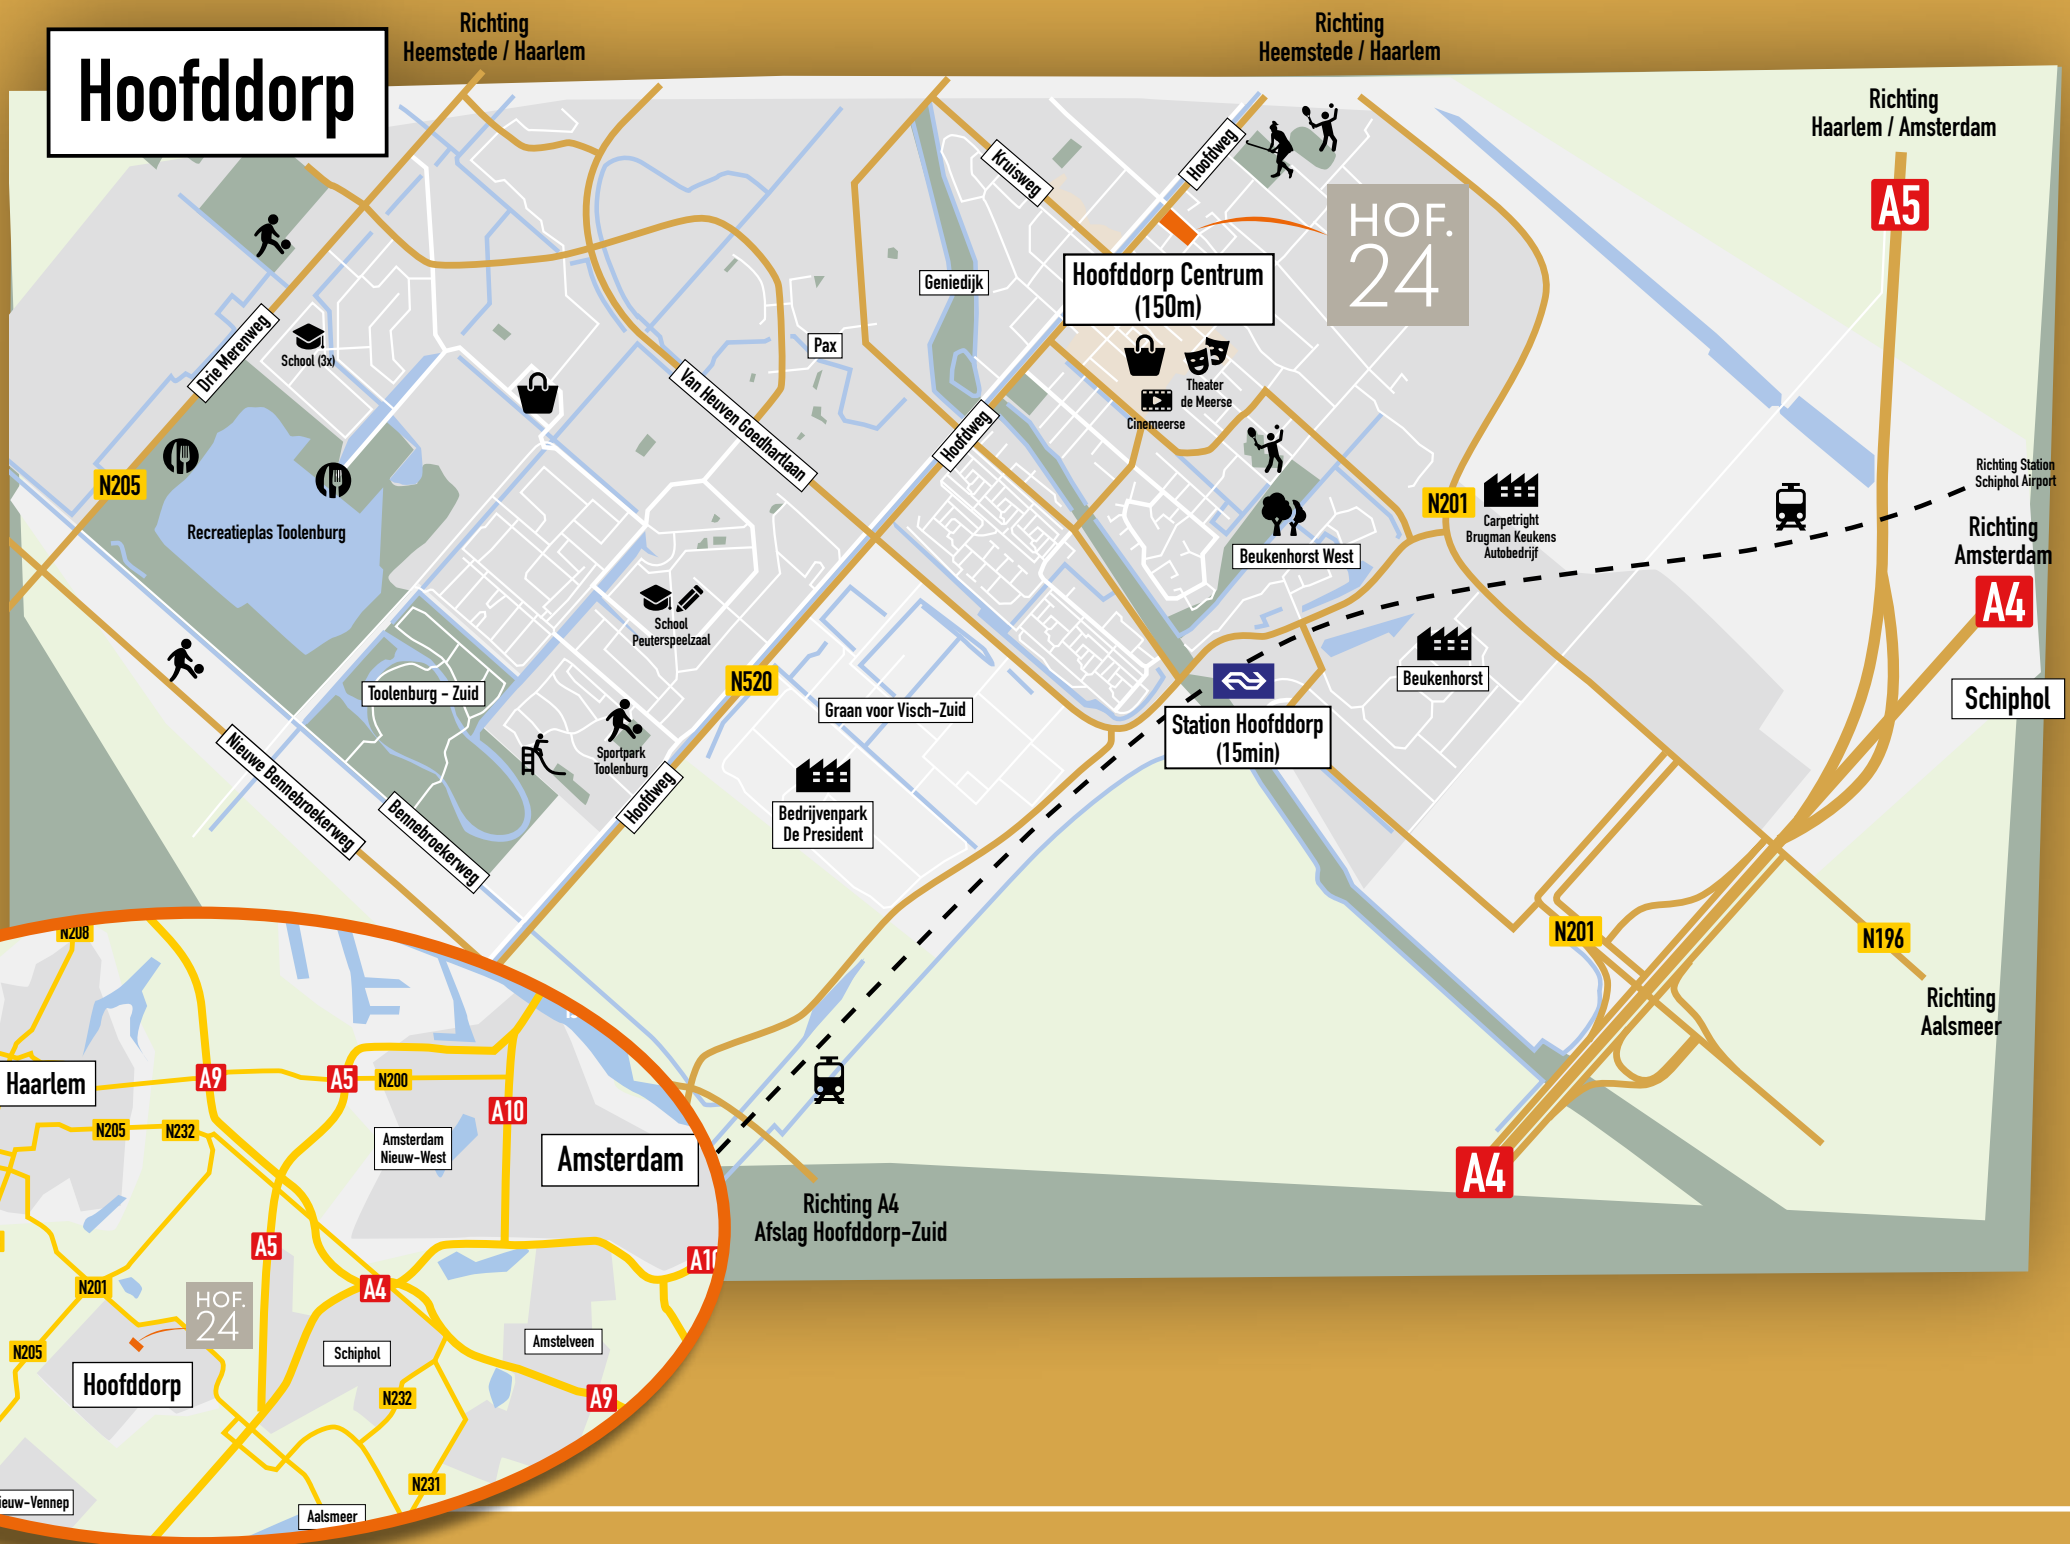 Hoofddorp
Richting
Heemstede / Haarlem
Richting
Heemstede / Haarlem
Richting
Haarlem / Amsterdam
A5
Kruisweg
Hoofdweg
HOF.
24
Hoofddorp Centrum
(150m)
Geniedijk
Pax
Drie Merenweg
School (3x)
Van Heuven Goedhartlaan
Hoofdweg
Theater
de Meerse
Cinemeerse
N205
Recreatieplas Toolenburg
N201
Carpetright
Brugman Keukens
Autobedrijf
Richting Station
Schiphol Airport
Richting
Amsterdam
A4
Beukenhorst West
School
Peuterspeelzaal
N520
Toolenburg - Zuid
Graan voor Visch-Zuid
Beukenhorst
Schiphol
Station Hoofddorp
(15min)
Sportpark
Toolenburg
Hoofdweg
Nieuwe Bennebroekerweg
Bennebroekerweg
Bedrijvenpark
De President
N201
N196
Richting
Aalsmeer
A4
Richting A4
Afslag Hoofddorp-Zuid
N208
Haarlem
A9
A5
N200
A10
N205
N232
Amsterdam
Nieuw-West
Amsterdam
A5
A10
N201
A4
HOF.
24
N205
Schiphol
Amstelveen
Hoofddorp
N232
A9
N231
ieuw-Vennep
Aalsmeer